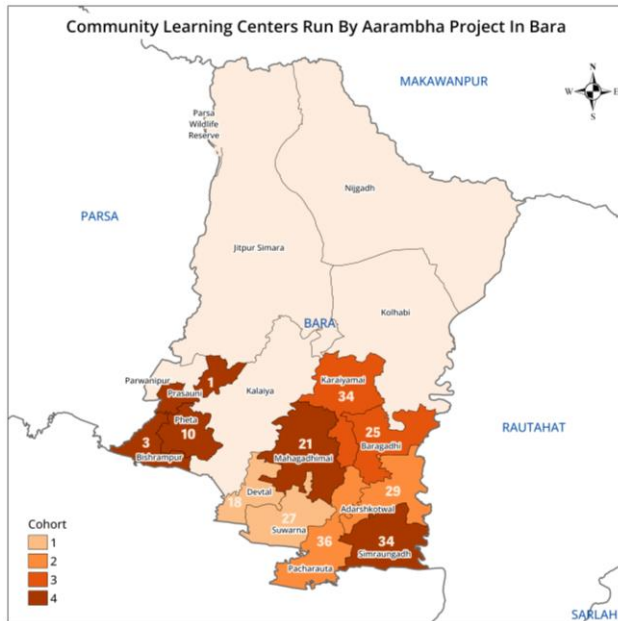 Community Learning Centers Run By Aarambha Project In Bara
MAKAWANPUR
N
W E
S
Parsa
Wildlife
Reserve
Nijgadh
PARSA
Jitpur Simara
Kolhabi
BARA
Karaiyamai
34
Parwanipur
1
Prasauni
Kalaiya
Pheta
10
3
Bishrampur
21
Mahagadhimai
25
Baragadhi
RAUTAHAT
Devtal
18
29
Adarshkotwal
27
Suwarna
36
Pacharauta
34
Simraungadh
Cohort
1
2
3
4
SARLAH